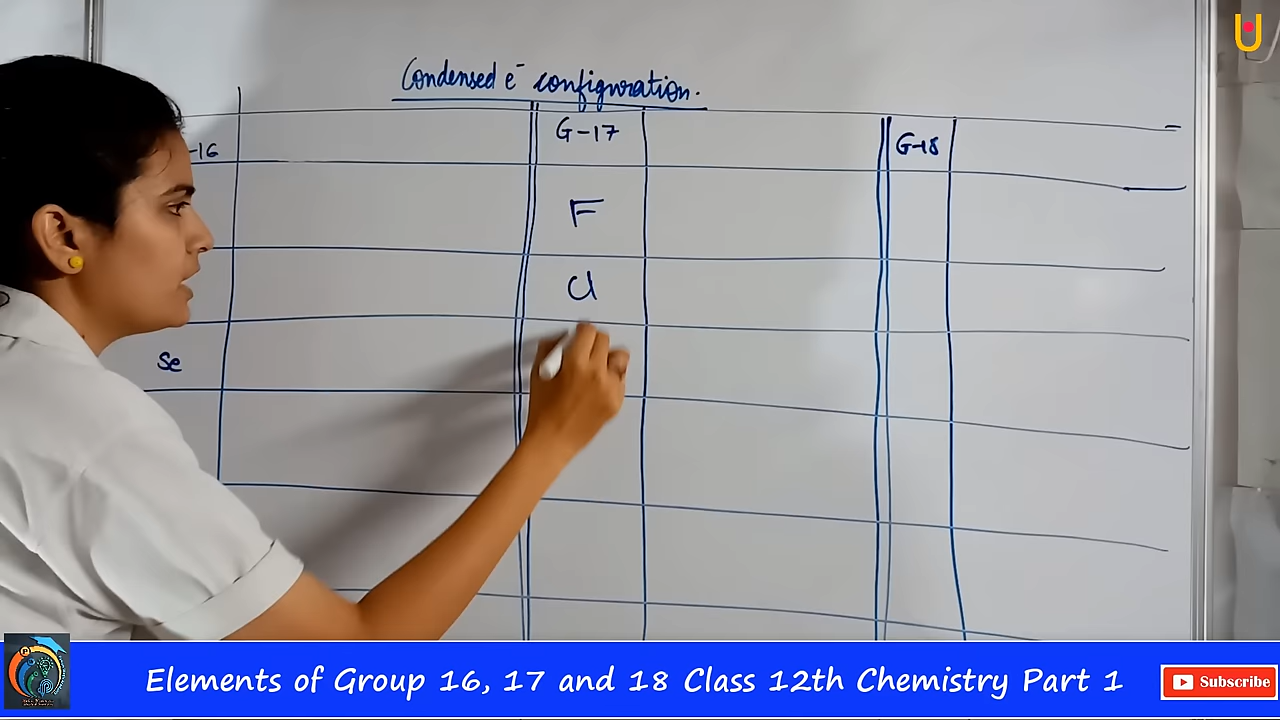 Condensed e⁻ configuration.
-16
G-17
G-18
F
Cl
Se
Elements of Group 16, 17 and 18 Class 12th Chemistry Part 1
Subscribe